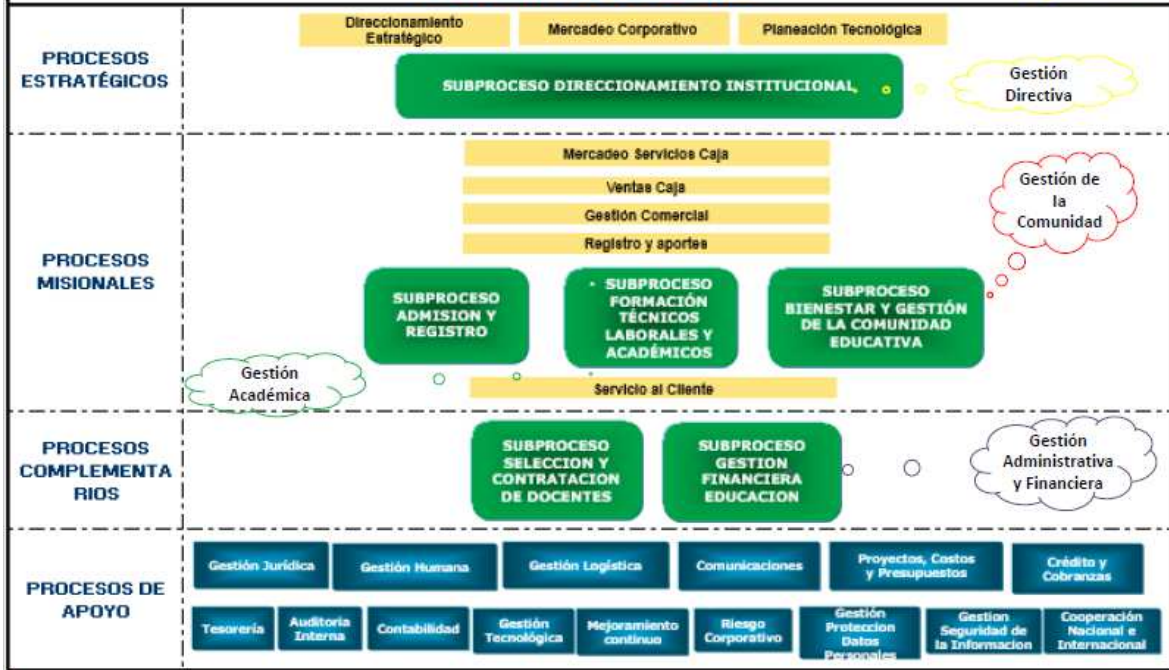 PROCESOS
ESTRATÉGICOS
Direccionamiento
Estratégico
Mercadeo Corporativo
Planeación Tecnológica
SUBPROCESO DIRECCIONAMIENTO INSTITUCIONAL
Gestión
Directiva
PROCESOS
MISIONALES
Mercadeo Servicios Caja
Ventas Caja
Gestión Comercial
Registro y aportes
Gestión de
la
Comunidad
SUBPROCESO
ADMISION Y
REGISTRO
• SUBPROCESO
FORMACIÓN
TÉCNICOS
LABORALES Y
ACADÉMICOS
SUBPROCESO
BIENESTAR Y GESTIÓN
DE LA COMUNIDAD
EDUCATIVA
Gestión
Académica
Servicio al Cliente
PROCESOS
COMPLEMENTA
RIOS
SUBPROCESO
SELECCION Y
CONTRATACION
DE DOCENTES
SUBPROCESO
GESTION
FINANCIERA
EDUCACION
Gestión
Administrativa
y Financiera
PROCESOS DE
APOYO
Gestión Jurídica
Gestión Humana
Gestión Logística
Comunicaciones
Proyectos, Costos
y Presupuestos
Crédito y
Cobranzas
Tesorería
Auditoria
Interna
Contabilidad
Gestión
Tecnológica
Mejoramiento
continuo
Riesgo
Corporativo
Gestión
Proteccion
Datos
Personales
Gestion
Seguridad de
la Informacion
Cooperación
Nacional e
Internacional